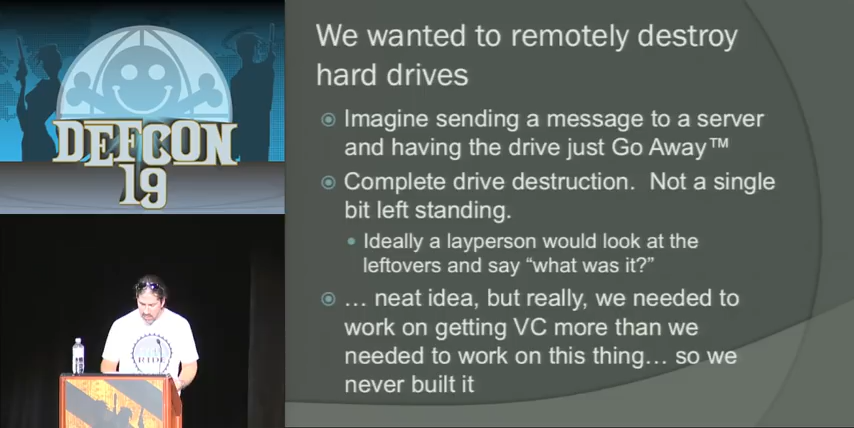 DEFCON
19
We wanted to remotely destroy
hard drives
Imagine sending a message to a server
and having the drive just Go Away™
Complete drive destruction.  Not a single
bit left standing.
Ideally a layperson would look at the
leftovers and say “what was it?”
… neat idea, but really, we needed to
work on getting VC more than we
needed to work on this thing… so we
never built it